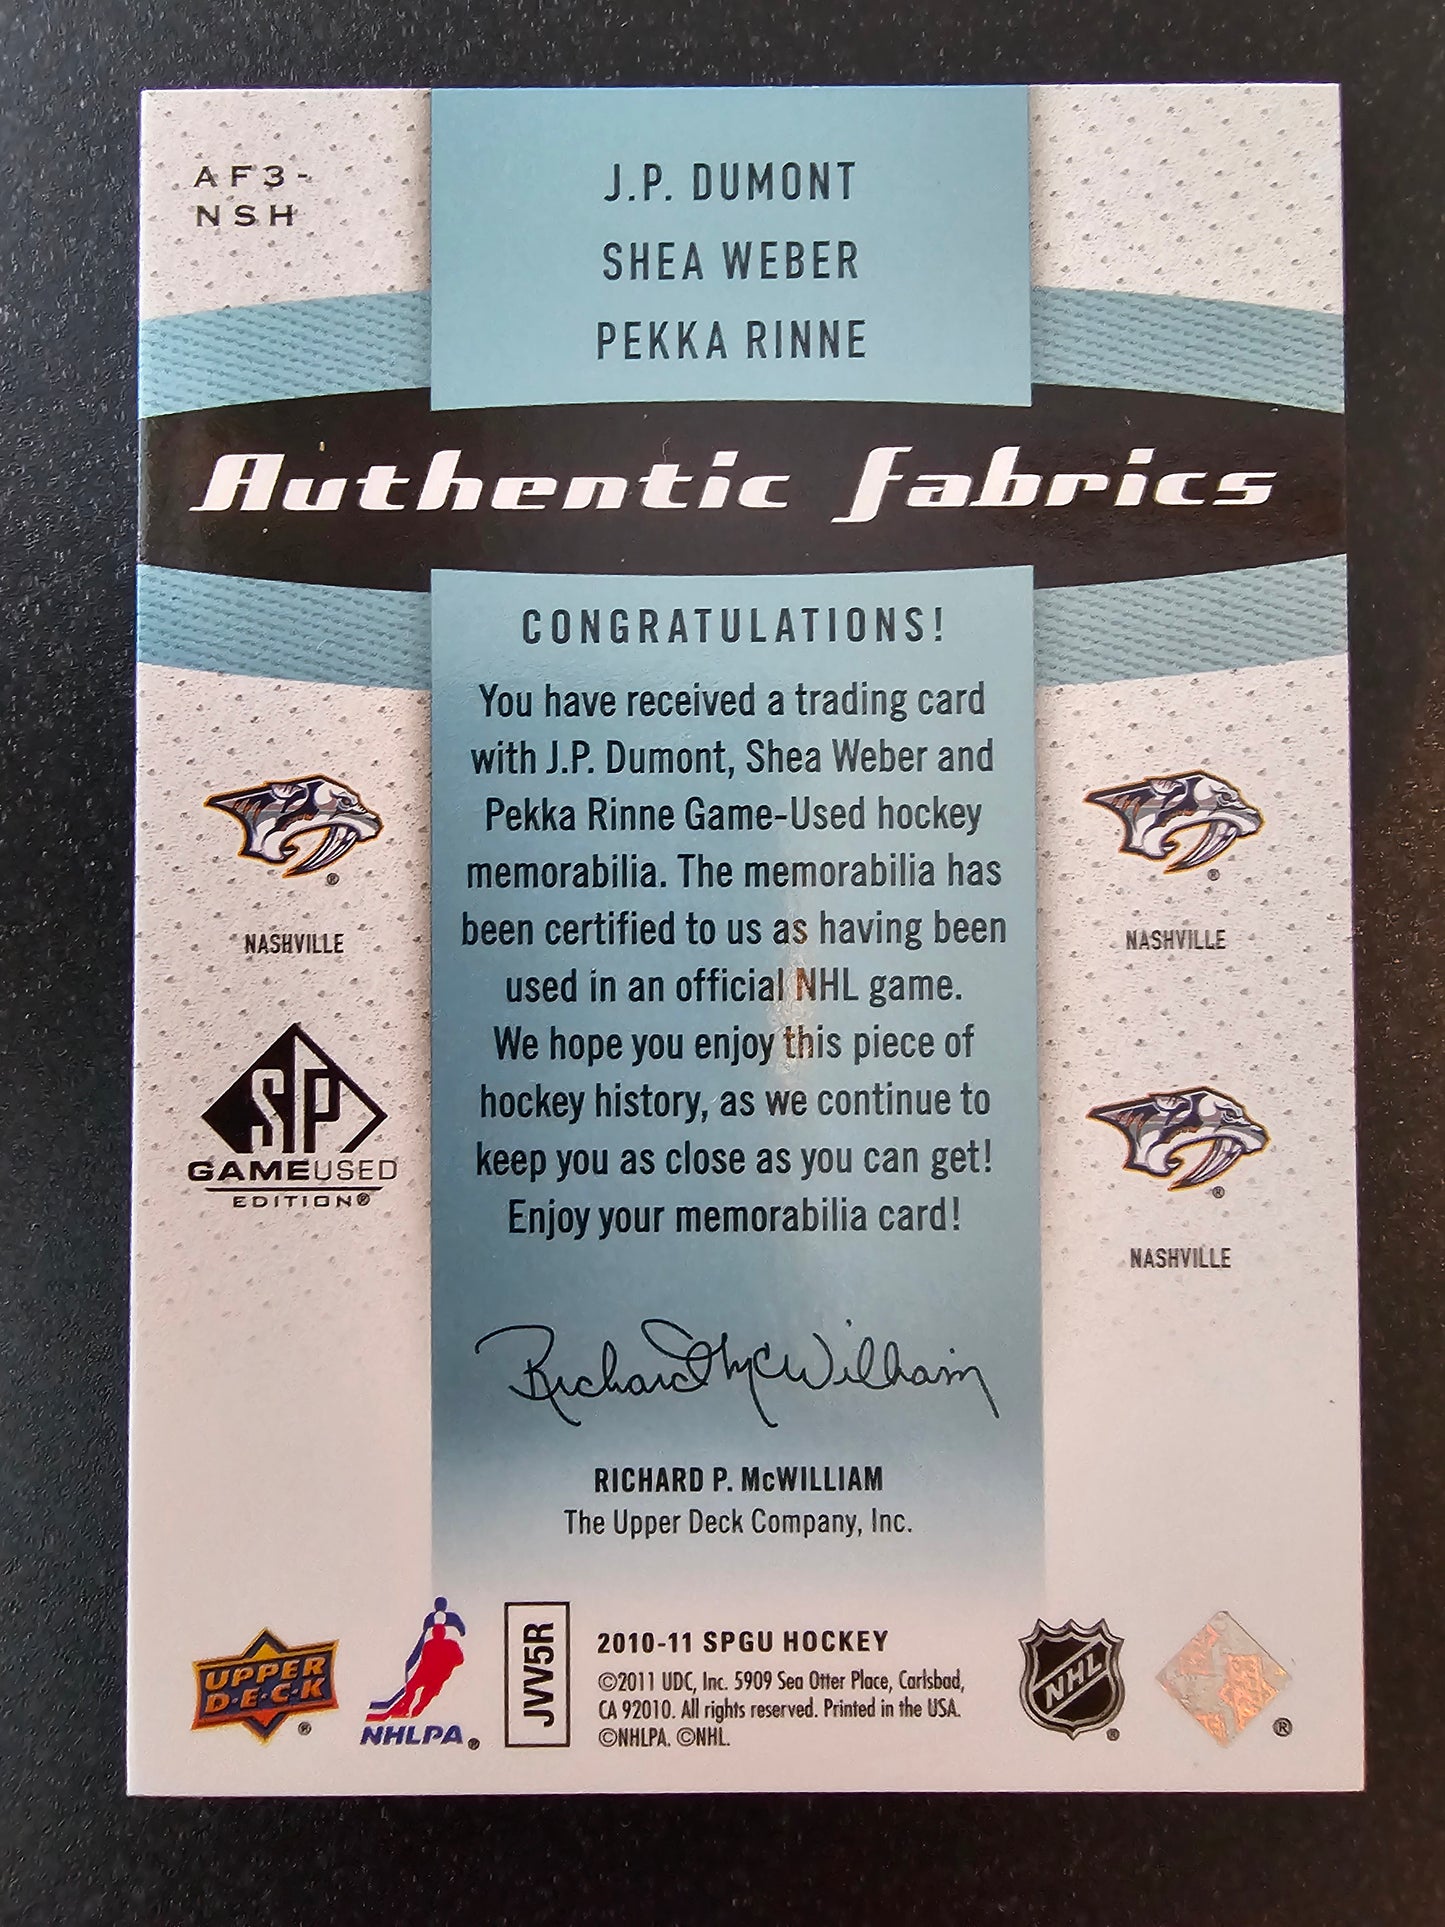 AF3-
NSH
J.P. DUMONT
SHEA WEBER
PEKKA RINNE
Authentic Fabrics
CONGRATULATIONS!
You have received a trading card
with J.P. Dumont, Shea Weber and
Pekka Rinne Game-Used hockey
memorabilia. The memorabilia has
been certified to us as having been
used in an official NHL game.
We hope you enjoy this piece of
hockey history, as we continue to
keep you as close as you can get!
Enjoy your memorabilia card!
®
NASHVILLE
®
NASHVILLE
SP
GAMEUSED
EDITION®
®
NASHVILLE
Richard McWilliam
RICHARD P. McWILLIAM
The Upper Deck Company, Inc.
UPPER
D·E·C·K
®
NHLPA®
JVV5R
2010-11 SPGU HOCKEY
©2011 UDC, Inc. 5909 Sea Otter Place, Carlsbad,
CA 92010. All rights reserved. Printed in the USA.
©NHLPA. ©NHL.
NHL
®
®